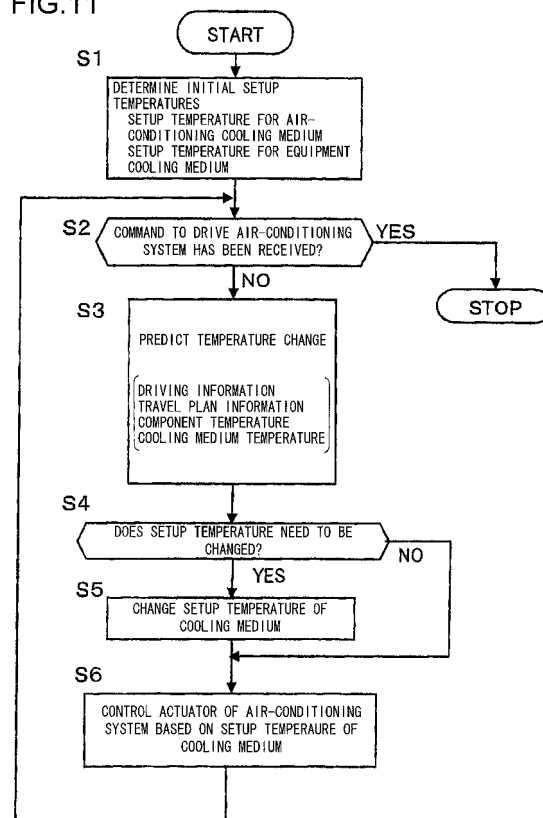 FIG.11
START
S1
DETERMINE INITIAL SETUP
TEMPERATURES
SETUP TEMPERATURE FOR AIR-
CONDITIONING COOLING MEDIUM
SETUP TEMPERATURE FOR EQUIPMENT
COOLING MEDIUM
S2
COMMAND TO DRIVE AIR-CONDITIONING
SYSTEM HAS BEEN RECEIVED?
YES
NO
STOP
S3
PREDICT TEMPERATURE CHANGE
DRIVING INFORMATION
TRAVEL PLAN INFORMATION
COMPONENT TEMPERATURE
COOLING MEDIUM TEMPERATURE
S4
DOES SETUP TEMPERATURE NEED TO BE
CHANGED?
NO
YES
S5
CHANGE SETUP TEMPERATURE OF
COOLING MEDIUM
S6
CONTROL ACTUATOR OF AIR-CONDITIONING
SYSTEM BASED ON SETUP TEMPERAURE OF
COOLING MEDIUM